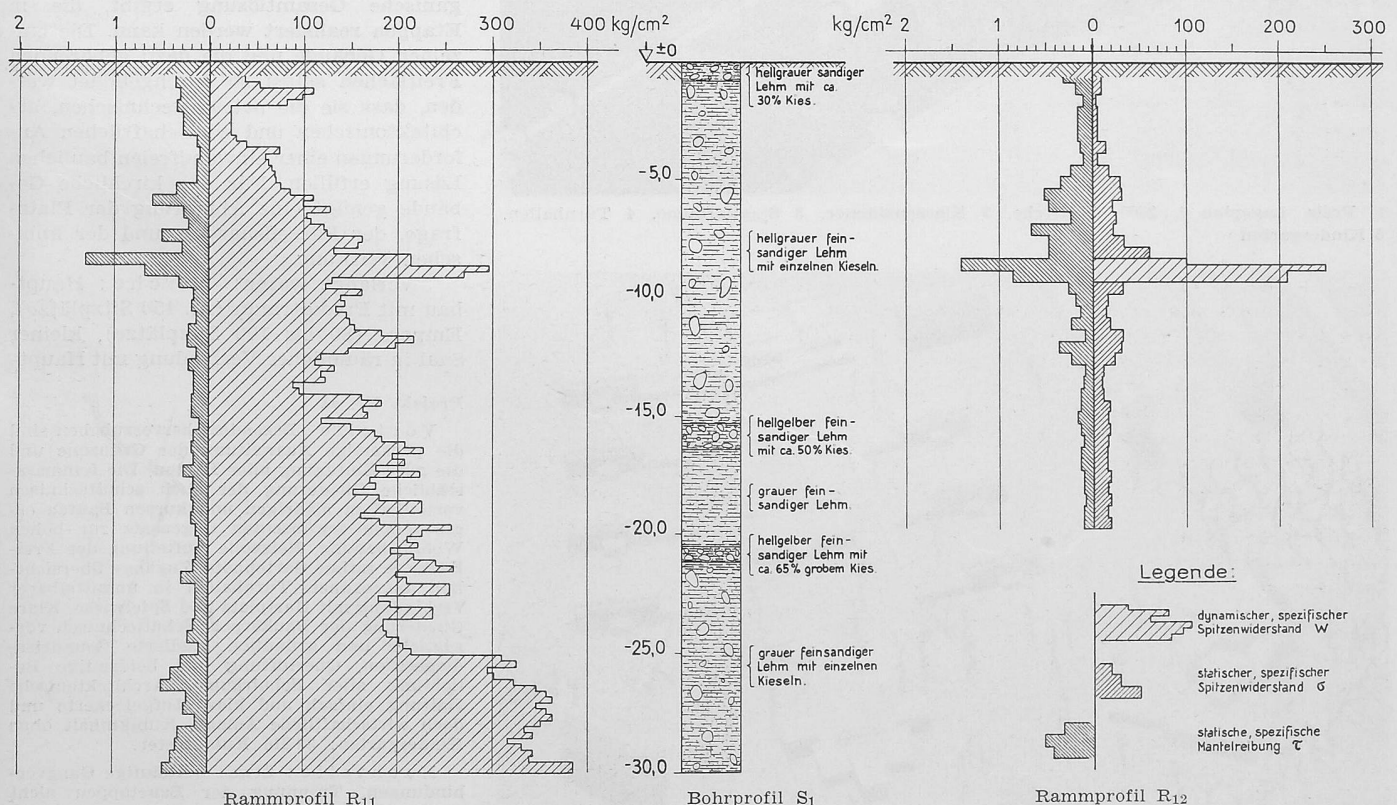 2 1 0 100 200 300 400 kg/cm² kg/cm² 2 1 0 100 200 300
±0
hellgrauer sandiger
Lehm mit ca.
30% Kies.
-5,0
hellgrauer fein-
sandiger Lehm
mit einzelnen Kieseln.
-10,0
-15,0
hellgelber fein-
sandiger Lehm
mit ca. 50% Kies.
grauer fein-
sandiger Lehm.
-20,0
hellgelber fein-
sandiger Lehm mit
ca. 65% grobem Kies.
-25,0
grauer feinsandiger
Lehm mit einzelnen
Kieseln.
-30,0
Legende:
dynamischer, spezifischer
Spitzenwiderstand W
statischer, spezifischer
Spitzenwiderstand σ
statische, spezifische
Mantelreibung τ
Rammprofil R₁₁ Bohrprofil S₁ Rammprofil R₁₂